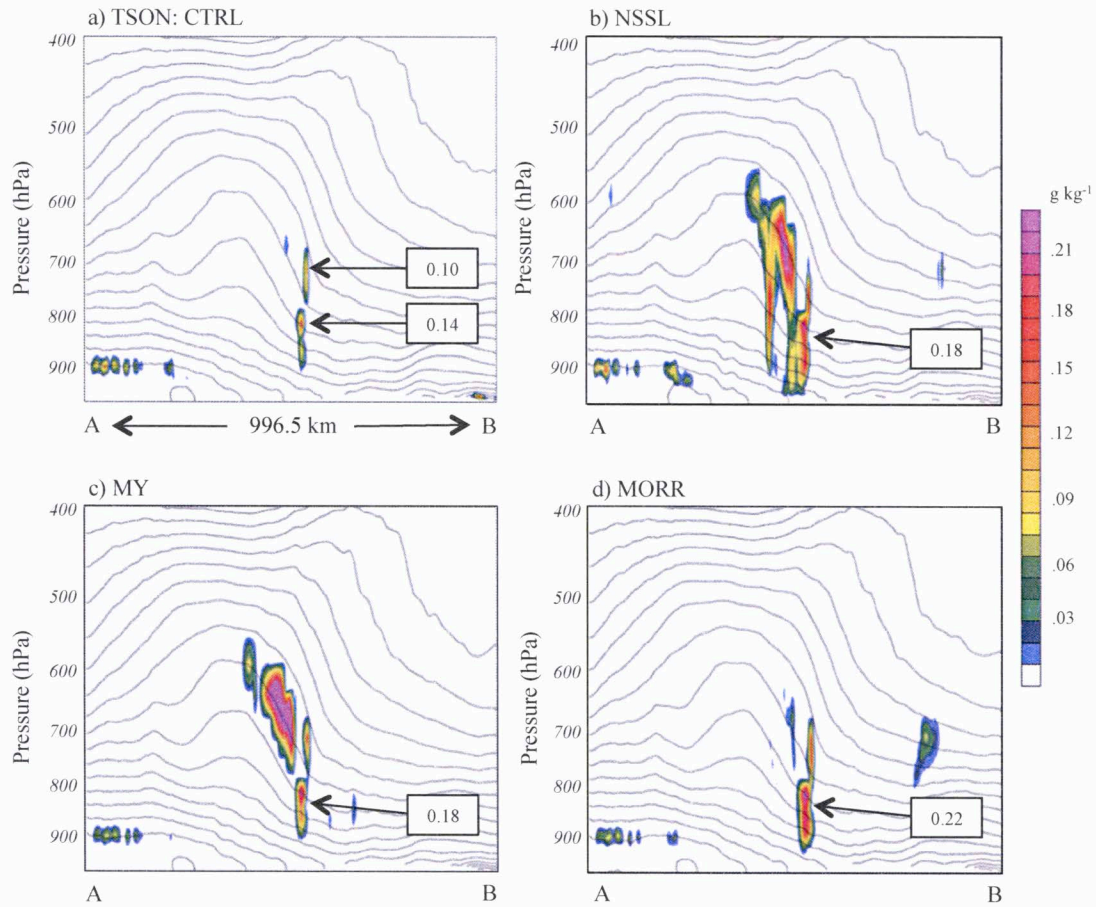 a) TSON: CTRL
400
500
600
700
800
900
Pressure (hPa)
0.10
0.14
A
996.5 km
B
b) NSSL
400
500
600
700
800
900
Pressure (hPa)
0.18
A
B
g kg-1
.21
.18
.15
.12
.09
.06
.03
c) MY
400
500
600
700
800
900
Pressure (hPa)
0.18
A
B
d) MORR
400
500
600
700
800
900
Pressure (hPa)
0.22
A
B